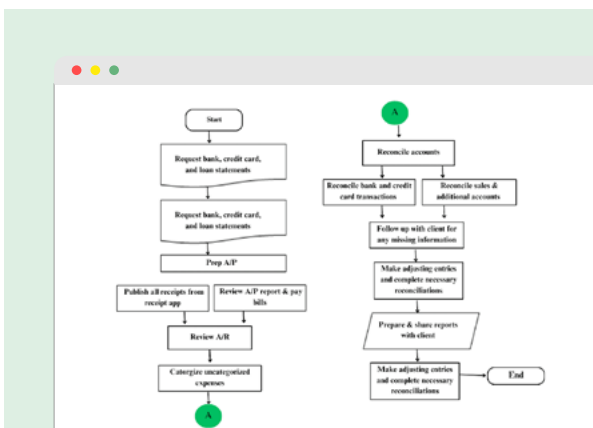 Start
Request bank, credit card,
and loan statements
Request bank, credit card,
and loan statements
Prep A/P
Publish all receipts from
receipt app
Review A/P report & pay
bills
Review A/R
Catorgize uncategorized
expenses
A
A
Reconcile accounts
Reconcile bank and credit
card transactions
Reconcile sales &
additional accounts
Follow up with client for
any missing information
Make adjusting entries
and complete necessary
reconciliations
Prepare & share reports
with client
Make adjusting entries
and complete necessary
reconciliations
End